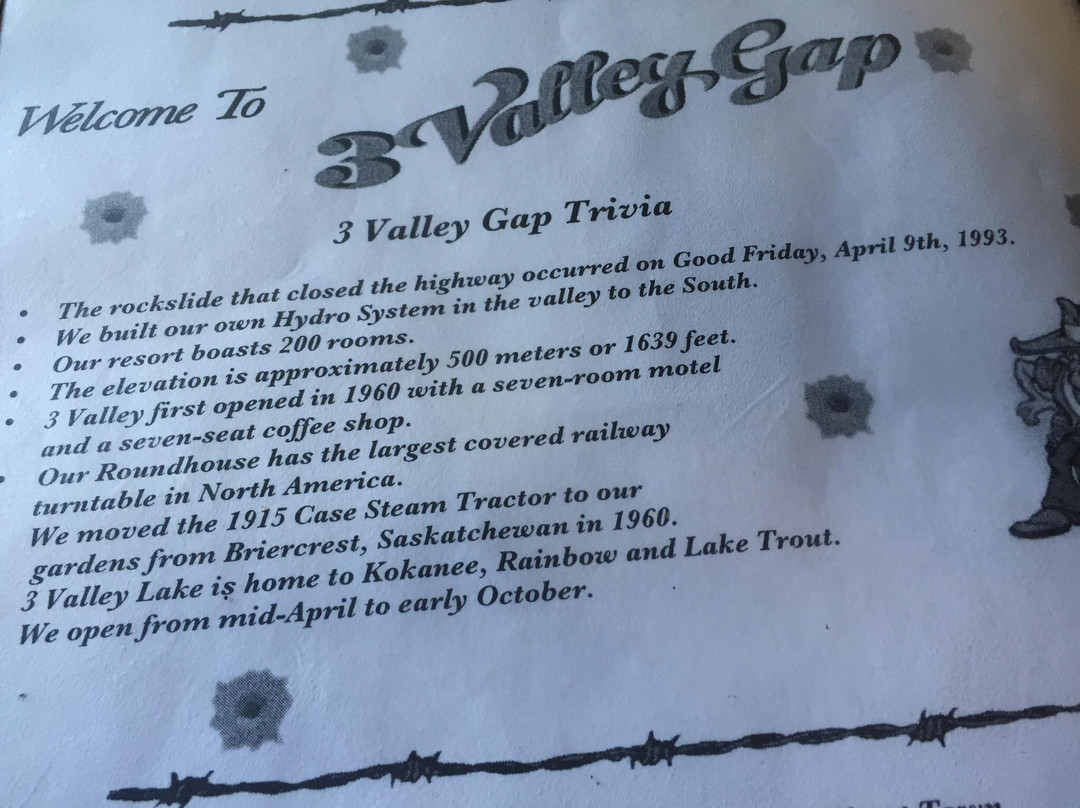 Welcome To
3 Valley Gap
3 Valley Gap Trivia
• The rockslide that closed the highway occurred on Good Friday, April 9th, 1993.
• We built our own Hydro System in the valley to the South.
• Our resort boasts 200 rooms.
• The elevation is approximately 500 meters or 1639 feet.
• 3 Valley first opened in 1960 with a seven-room motel
and a seven-seat coffee shop.
• Our Roundhouse has the largest covered railway
turntable in North America.
We moved the 1915 Case Steam Tractor to our
gardens from Briercrest, Saskatchewan in 1960.
3 Valley Lake is home to Kokanee, Rainbow and Lake Trout.
We open from mid-April to early October.